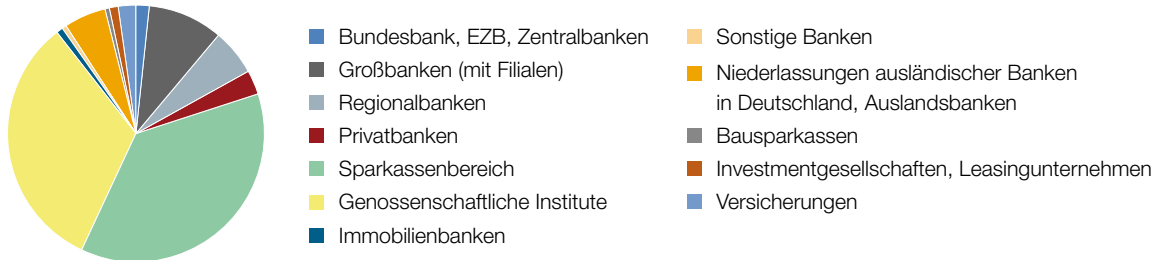 Bundesbank, EZB, Zentralbanken
Großbanken (mit Filialen)
Regionalbanken
Privatbanken
Sparkassenbereich
Genossenschaftliche Institute
Immobilienbanken
Sonstige Banken
Niederlassungen ausländischer Banken
in Deutschland, Auslandsbanken
Bausparkassen
Investmentgesellschaften, Leasingunternehmen
Versicherungen